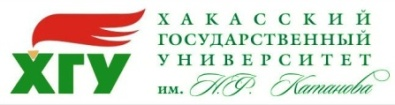 ХГУ
ХАКАССКИЙ
ГОСУДАРСТВЕННЫЙ
УНИВЕРСИТЕТ
им. Н.Ф. Катанова